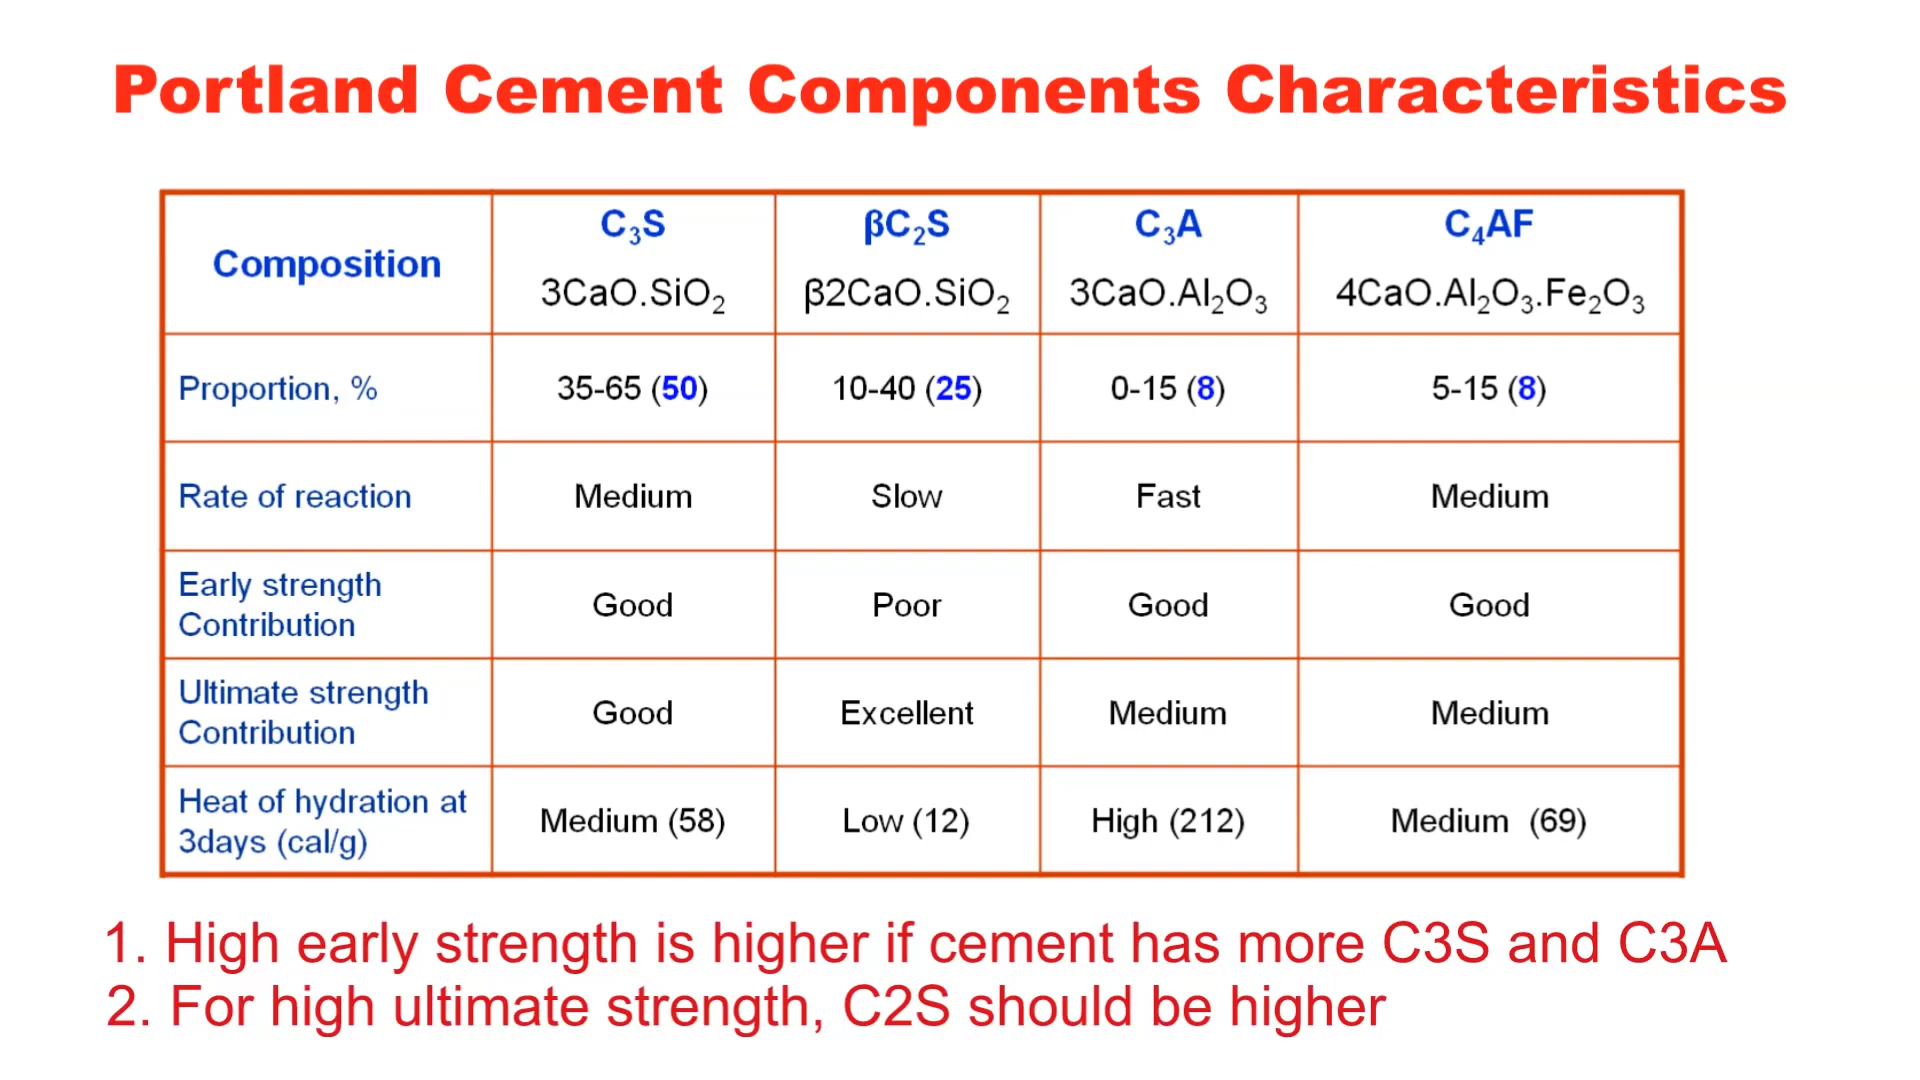 Portland Cement Components Characteristics
Composition
C₃S
3CaO.SiO₂
βC₂S
β2CaO.SiO₂
C₃A
3CaO.Al₂O₃
C₄AF
4CaO.Al₂O₃.Fe₂O₃
Proportion, %
35-65 (50)
10-40 (25)
0-15 (8)
5-15 (8)
Rate of reaction
Medium
Slow
Fast
Medium
Early strength
Contribution
Good
Poor
Good
Good
Ultimate strength
Contribution
Good
Excellent
Medium
Medium
Heat of hydration at
3days (cal/g)
Medium (58)
Low (12)
High (212)
Medium (69)
1. High early strength is higher if cement has more C3S and C3A
2. For high ultimate strength, C2S should be higher